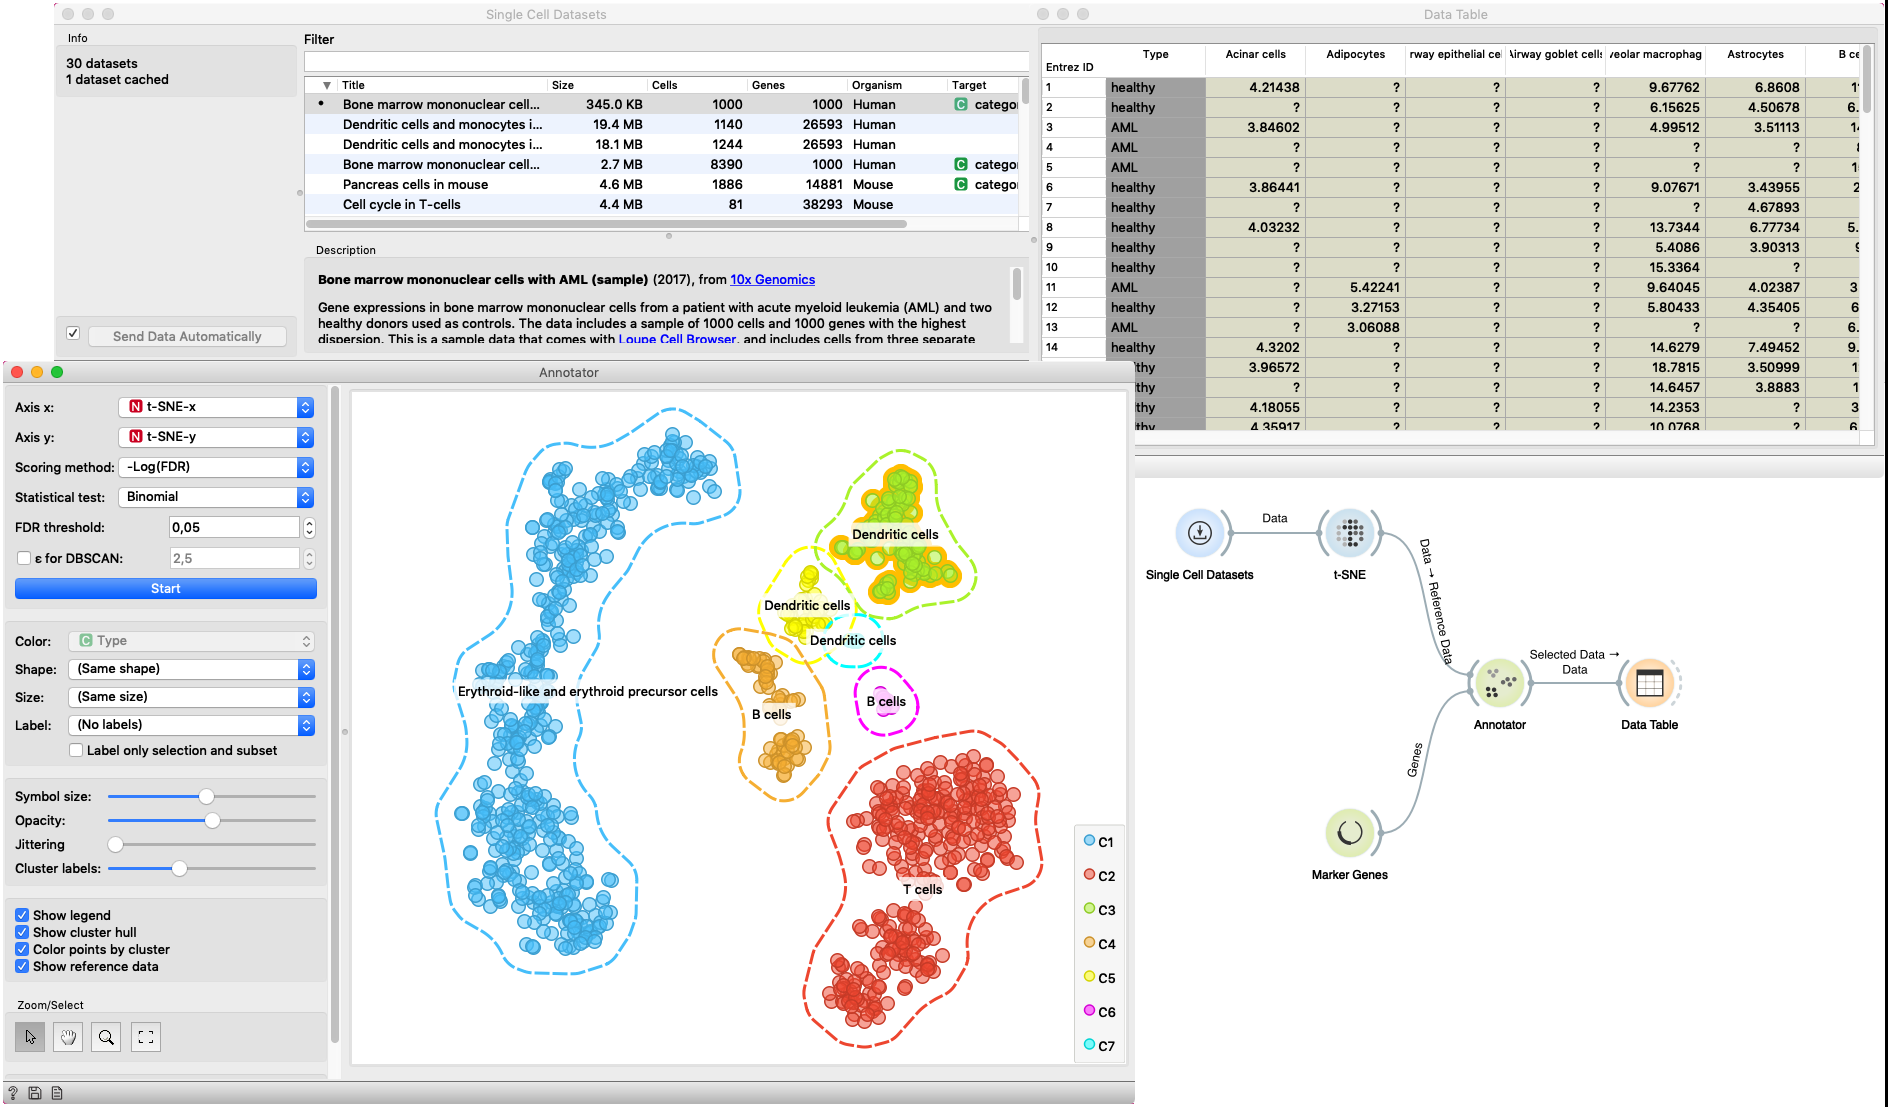 Single Cell Datasets
Info
30 datasets
1 dataset cached
Send Data Automatically
Filter
Title Size Cells Genes Organism Target
Bone marrow mononuclear cell... 345.0 KB 1000 1000 Human C catego
Dendritic cells and monocytes i... 19.4 MB 1140 26593 Human
Dendritic cells and monocytes i... 18.1 MB 1244 26593 Human
Bone marrow mononuclear cell... 2.7 MB 8390 1000 Human C catego
Pancreas cells in mouse 4.6 MB 1886 14881 Mouse C catego
Cell cycle in T-cells 4.4 MB 81 38293 Mouse
Description
Bone marrow mononuclear cells with AML (sample) (2017), from 10x Genomics
Gene expressions in bone marrow mononuclear cells from a patient with acute myeloid leukemia (AML) and two
healthy donors used as controls. The data includes a sample of 1000 cells and 1000 genes with the highest
dispersion. This is a sample data that comes with Loupe Cell Browser, and includes cells from three separate
Data Table
Entrez ID Type Acinar cells Adipocytes rway epithelial ce Airway goblet cells veolar macrophag Astrocytes B ce
1 healthy 4.21438 ? ? ? 9.67762 6.8608
2 healthy ? ? ? ? 6.15625 4.50678 6.
3 AML 3.84602 ? ? ? 4.99512 3.51113
4 AML ? ? ? ? ? ?
5 AML ? ? ? ? ? ?
6 healthy 3.86441 ? ? ? 9.07671 3.43955 2
7 healthy ? ? ? ? ? 4.67893
8 healthy 4.03232 ? ? ? 13.7344 6.77734 5.
9 healthy ? ? ? ? 5.4086 3.90313
10 healthy ? ? ? ? 15.3364 ?
11 AML ? 5.42241 ? ? 9.64045 4.02387 3
12 healthy ? 3.27153 ? ? 5.80433 4.35405 6
13 AML ? 3.06088 ? ? ? ? 6.
14 healthy 4.3202 ? ? ? 14.6279 7.49452 9.
thy 3.96572 ? ? ? 18.7815 3.50999 1
thy ? ? ? ? 14.6457 3.8883 1
thy 4.18055 ? ? ? 14.2353 ? 3
thy 4.35917 ? ? ? 10.0768 ? 6
Annotator
Axis x: N t-SNE-x
Axis y: N t-SNE-y
Scoring method: -Log(FDR)
Statistical test: Binomial
FDR threshold: 0,05
ε for DBSCAN: 2,5
Start
Color: C Type
Shape: (Same shape)
Size: (Same size)
Label: (No labels)
Label only selection and subset
Symbol size:
Opacity:
Jittering
Cluster labels:
Show legend
Show cluster hull
Color points by cluster
Show reference data
Zoom/Select
?
Dendritic cells
Dendritic cells
Dendritic cells
Erythroid-like and erythroid precursor cells
B cells
B cells
T cells
C1
C2
C3
C4
C5
C6
C7
Single Cell Datasets
Data
t-SNE
Data → Reference Data
Selected Data →
Data
Annotator
Data Table
Genes
Marker Genes